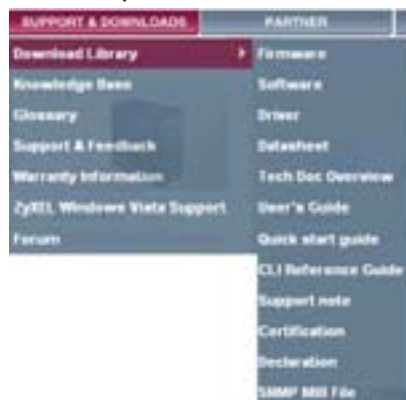 SUPPORT & DOWNLOADS
PARTNER
Download Library
Knowledge Base
Glossary
Support & Feedback
Warranty Information
ZyXEL Windows Vista Support
Forum
Firmware
Software
Driver
Datasheet
Tech Doc Overview
User's Guide
Quick start guide
CLI Reference Guide
Support note
Certification
Declaration
SNMP MIB File